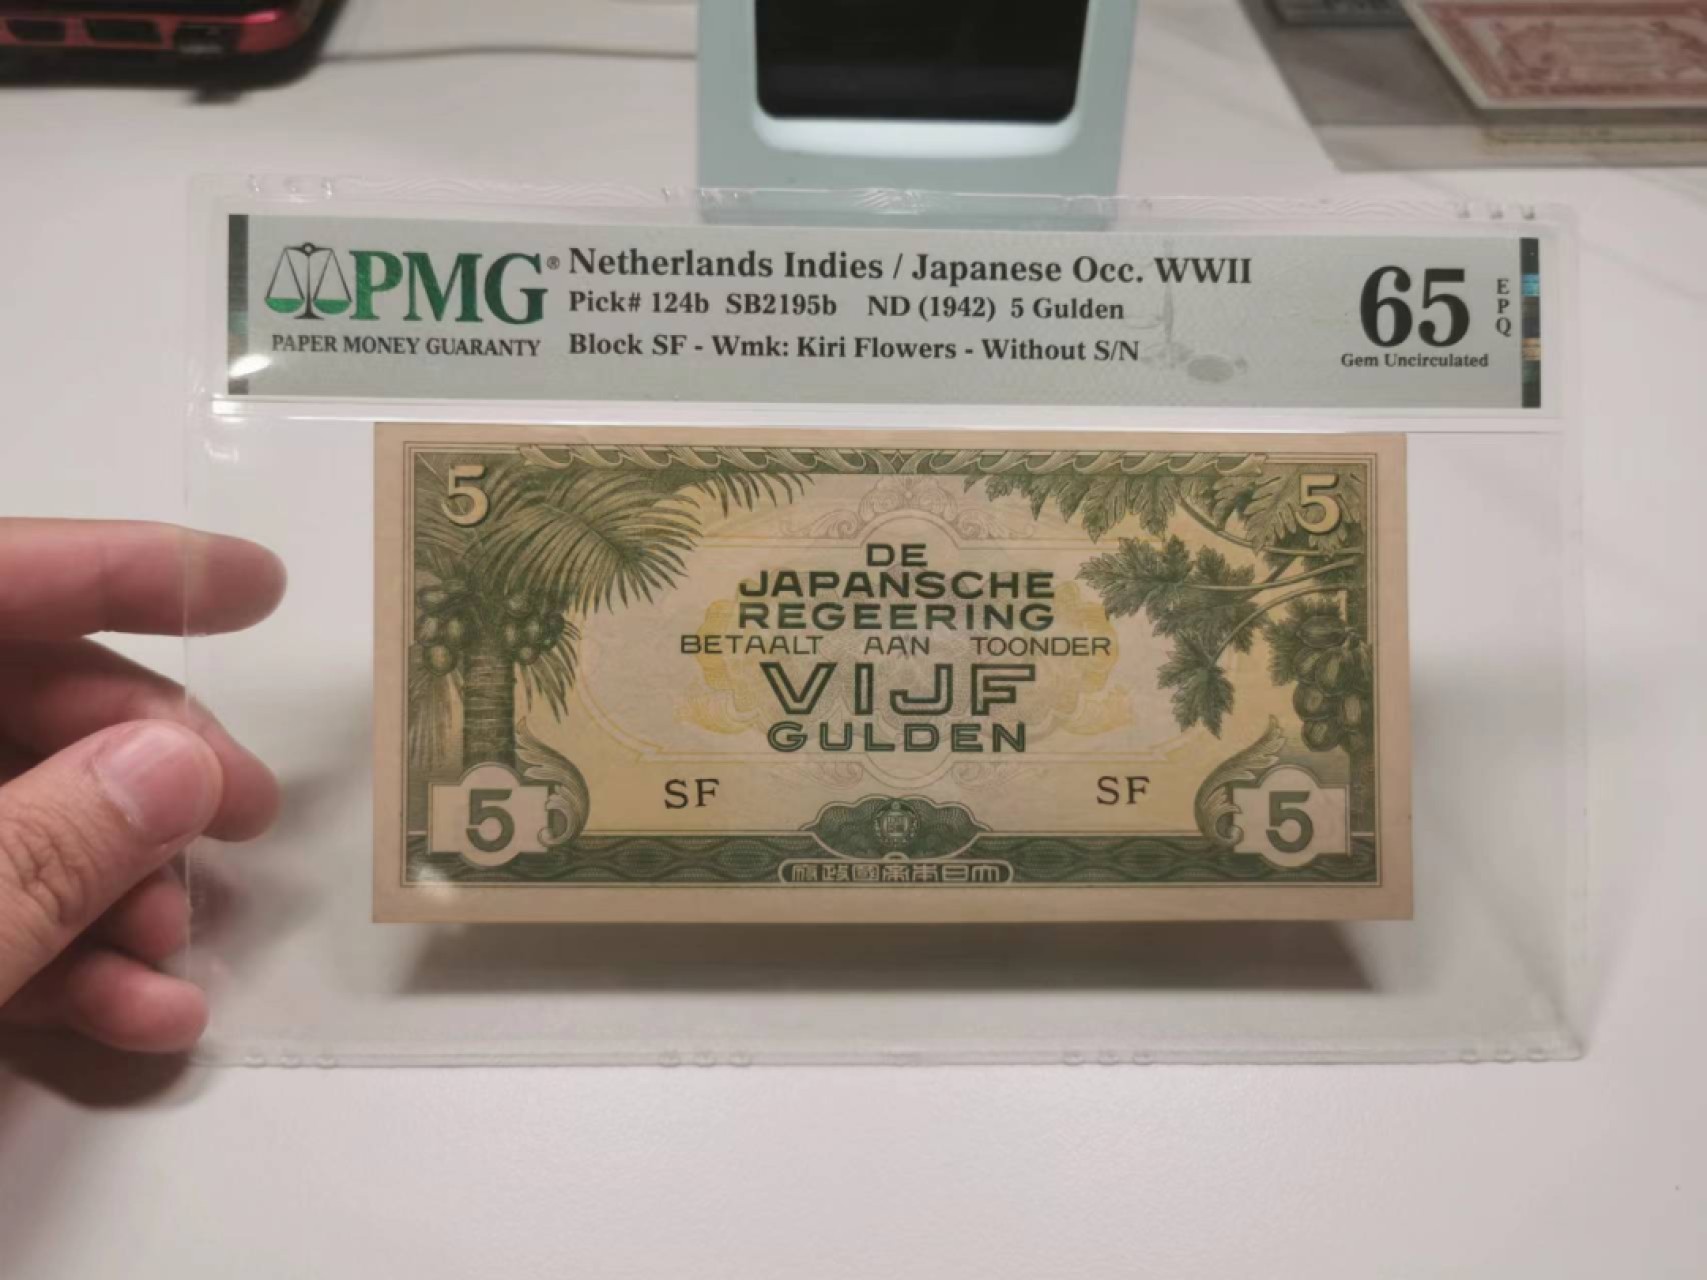 PMG®
PAPER MONEY GUARANTY
Netherlands Indies / Japanese Occ. WWII
Pick# 124b SB2195b ND (1942) 5 Gulden
Block SF - Wmk: Kiri Flowers - Without S/N
65
EPQ
Gem Uncirculated
5 5
DE
JAPANSCHE
REGEERING
BETAALT AAN TOONDER
VIJF
GULDEN
SF SF
5 5
府政國帝本日大